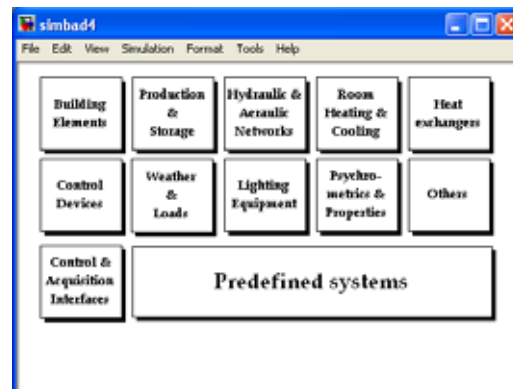 simbad4
File Edit View Simulation Format Tools Help
Building
Elements
Production
&
Storage
Hydraulic &
Aeraulic
Networks
Room
Heating &
Cooling
Heat
exchangers
Control
Devices
Weather
&
Loads
Lighting
Equipment
Psychro-
metrics &
Properties
Others
Control &
Acquisition
Interfaces
Predefined systems